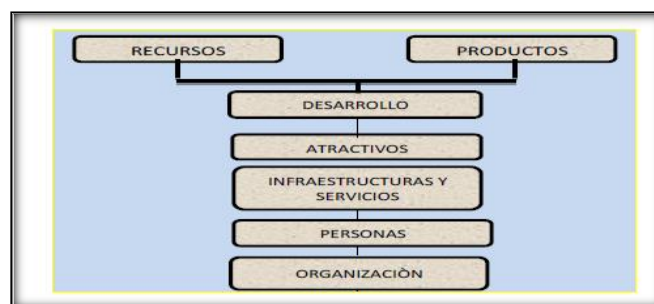 RECURSOS
PRODUCTOS
DESARROLLO
ATRACTIVOS
INFRAESTRUCTURAS Y
SERVICIOS
PERSONAS
ORGANIZACIÒN